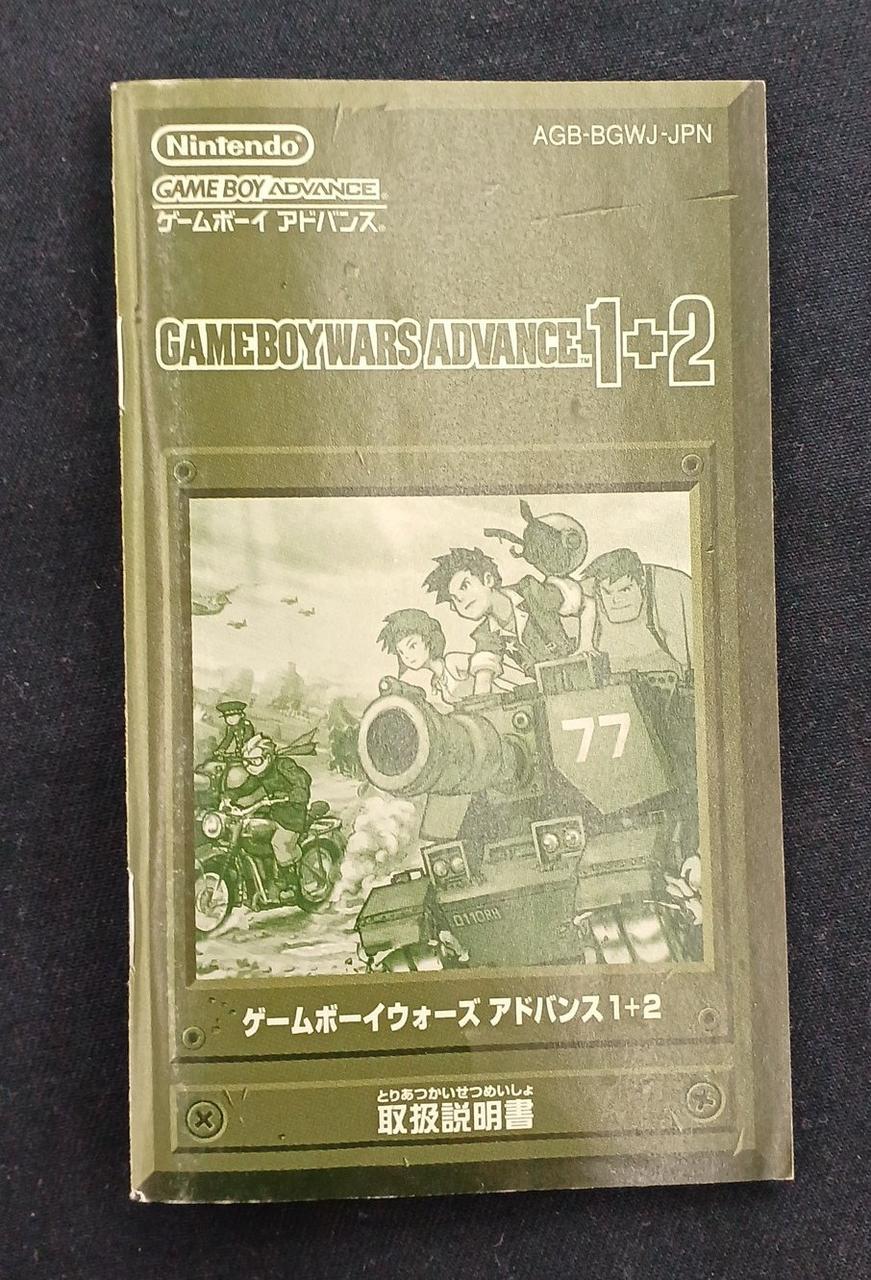 Nintendo®
AGB-BGWJ-JPN
GAME BOY ADVANCE
ゲームボーイ アドバンス®
GAMEBOYWARS ADVANCE™ 1+2
77
ゲームボーイウォーズ アドバンス1+2
とりあつかいせつめいしょ
取扱説明書